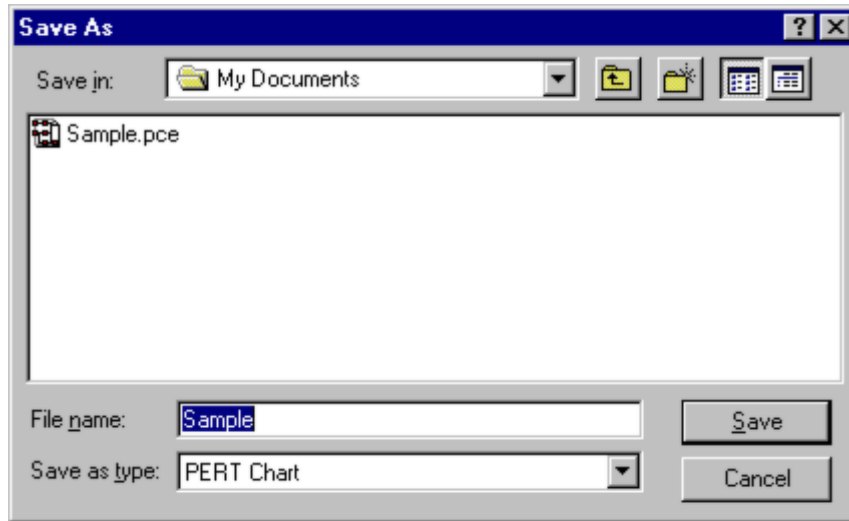 Save As
Save in: My Documents
Sample.pce
File name: Sample Save
Save as type: PERT Chart Cancel